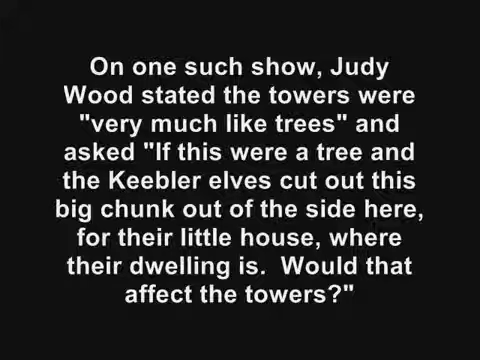 On one such show, Judy
Wood stated the towers were
"very much like trees" and
asked "If this were a tree and
the Keebler elves cut out this
big chunk out of the side here,
for their little house, where
their dwelling is.  Would that
affect the towers?"